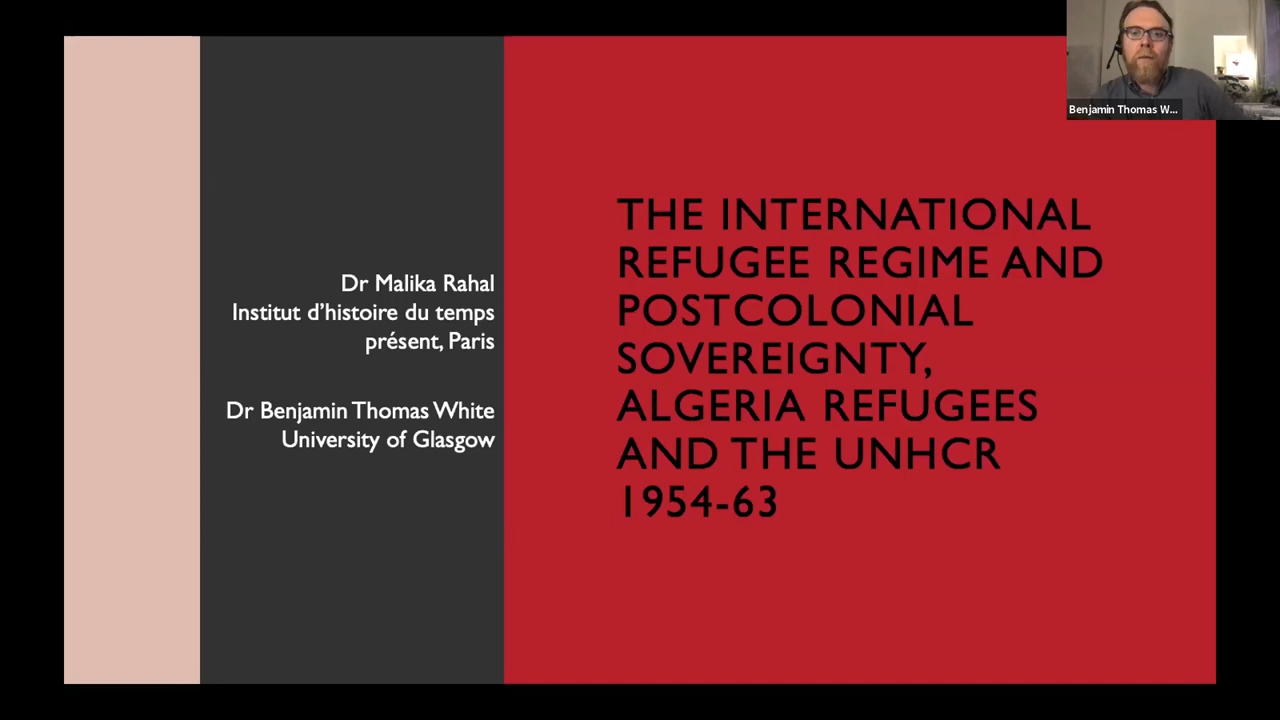 Dr Malika Rahal
Institut d'histoire du temps
présent, Paris
Dr Benjamin Thomas White
University of Glasgow
THE INTERNATIONAL
REFUGEE REGIME AND
POSTCOLONIAL
SOVEREIGNTY,
ALGERIA REFUGEES
AND THE UNHCR
1954-63
Benjamin Thomas W...